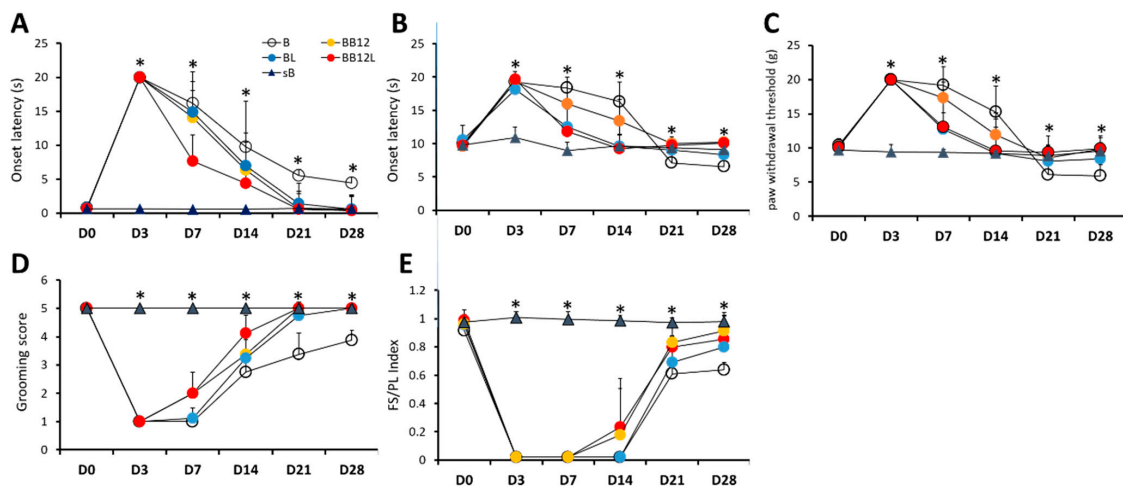 A
Onset latency (s)
25
20
15
10
5
0
* * * * *
B BB12
BL BB12L
sB
D0 D3 D7 D14 D21 D28
B
Onset latency (s)
25
20
15
10
5
0
* * * * *
D0 D3 D7 D14 D21 D28
C
paw withdrawal threshold (g)
25
20
15
10
5
0
* * * * *
D0 D3 D7 D14 D21 D28
D
Grooming score
6
5
4
3
2
1
0
* * * * *
D0 D3 D7 D14 D21 D28
E
FS/PL Index
1.2
1
0.8
0.6
0.4
0.2
0
* * * * *
D0 D3 D7 D14 D21 D28